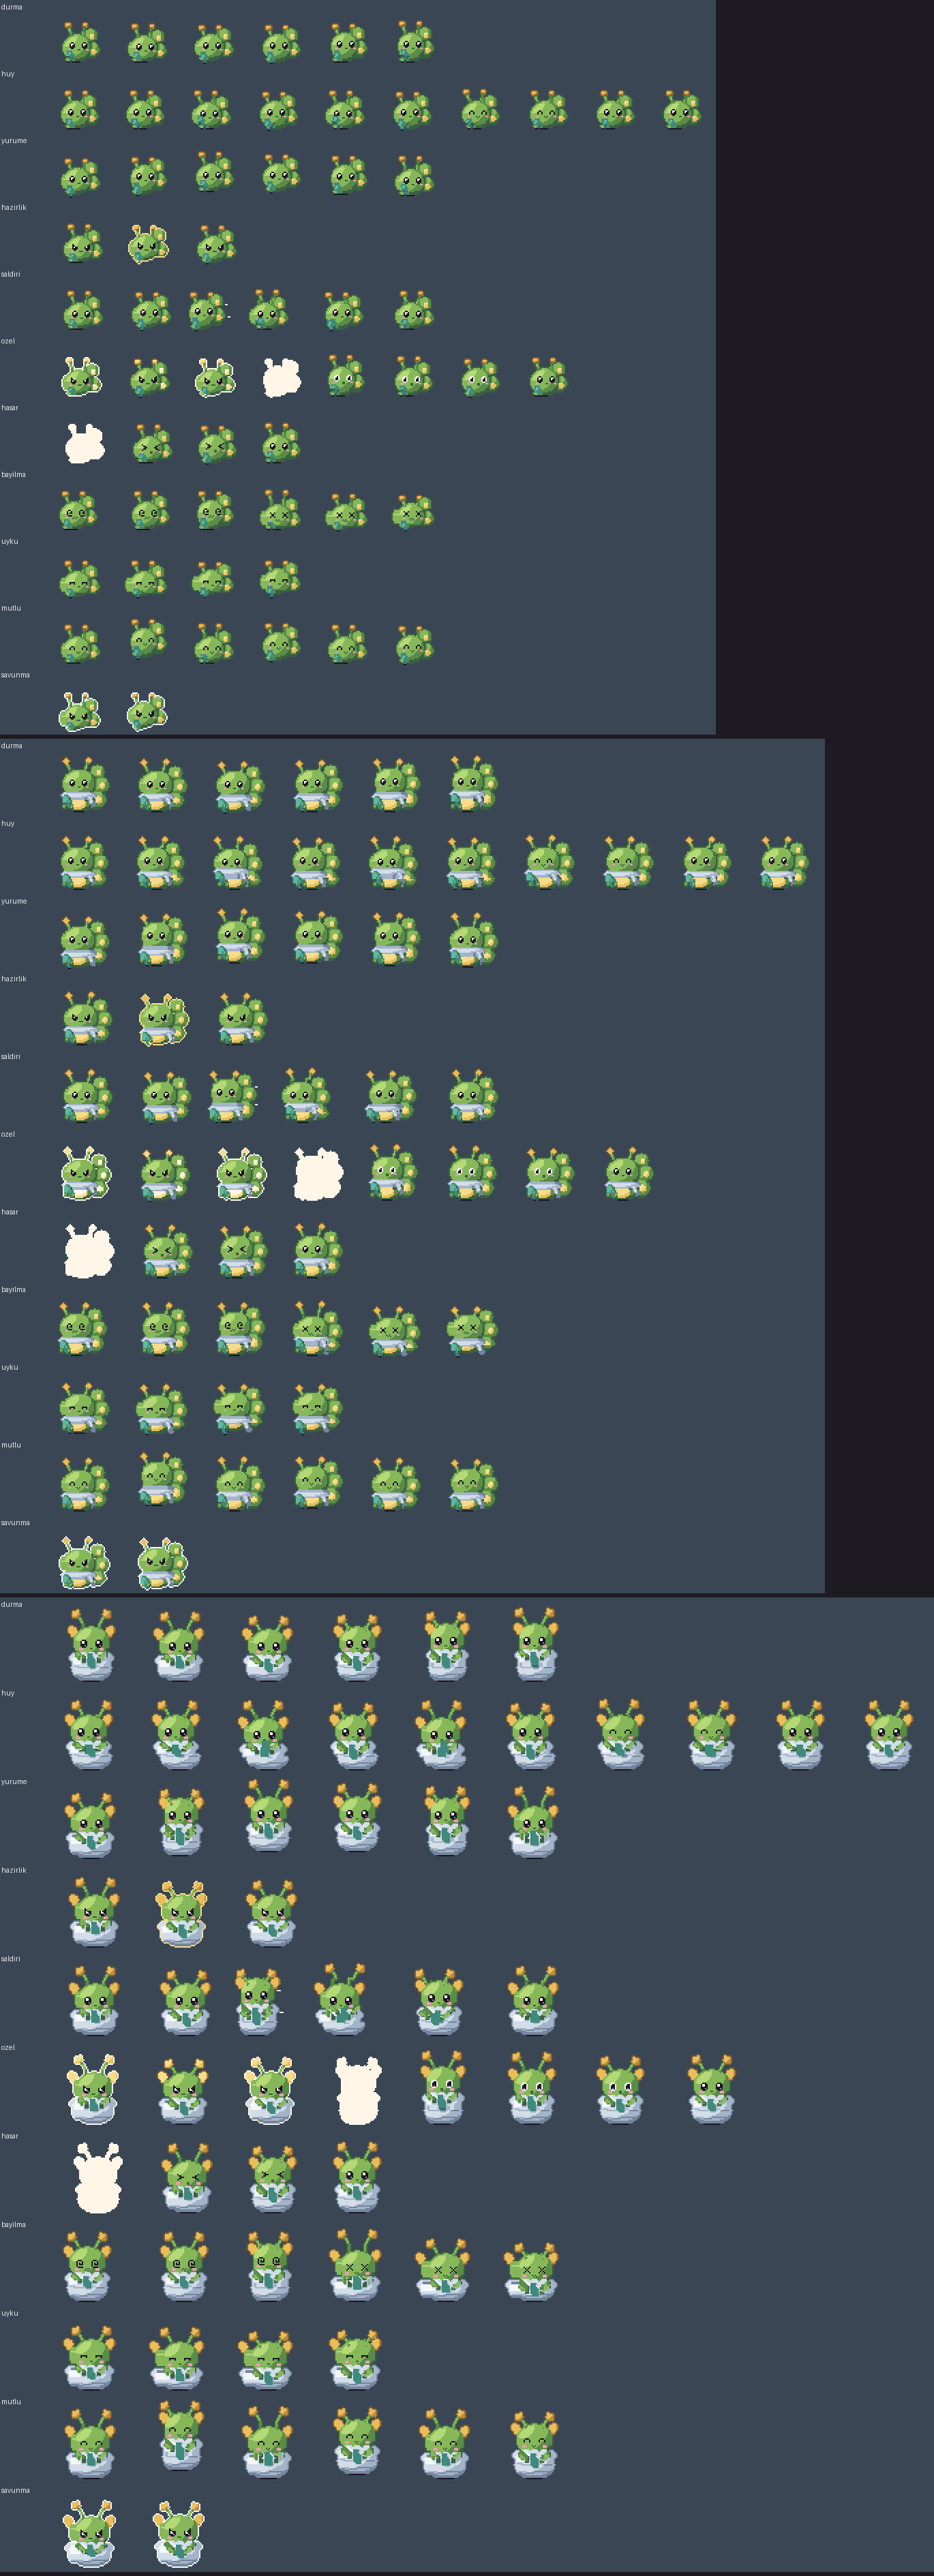 durma
huy
yurume
hazirlik
saldiri
ozel
hasar
bayilma
uyku
mutlu
savunma
durma
huy
yurume
hazirlik
saldiri
ozel
hasar
bayilma
uyku
mutlu
savunma
durma
huy
yurume
hazirlik
saldiri
ozel
hasar
bayilma
uyku
mutlu
savunma